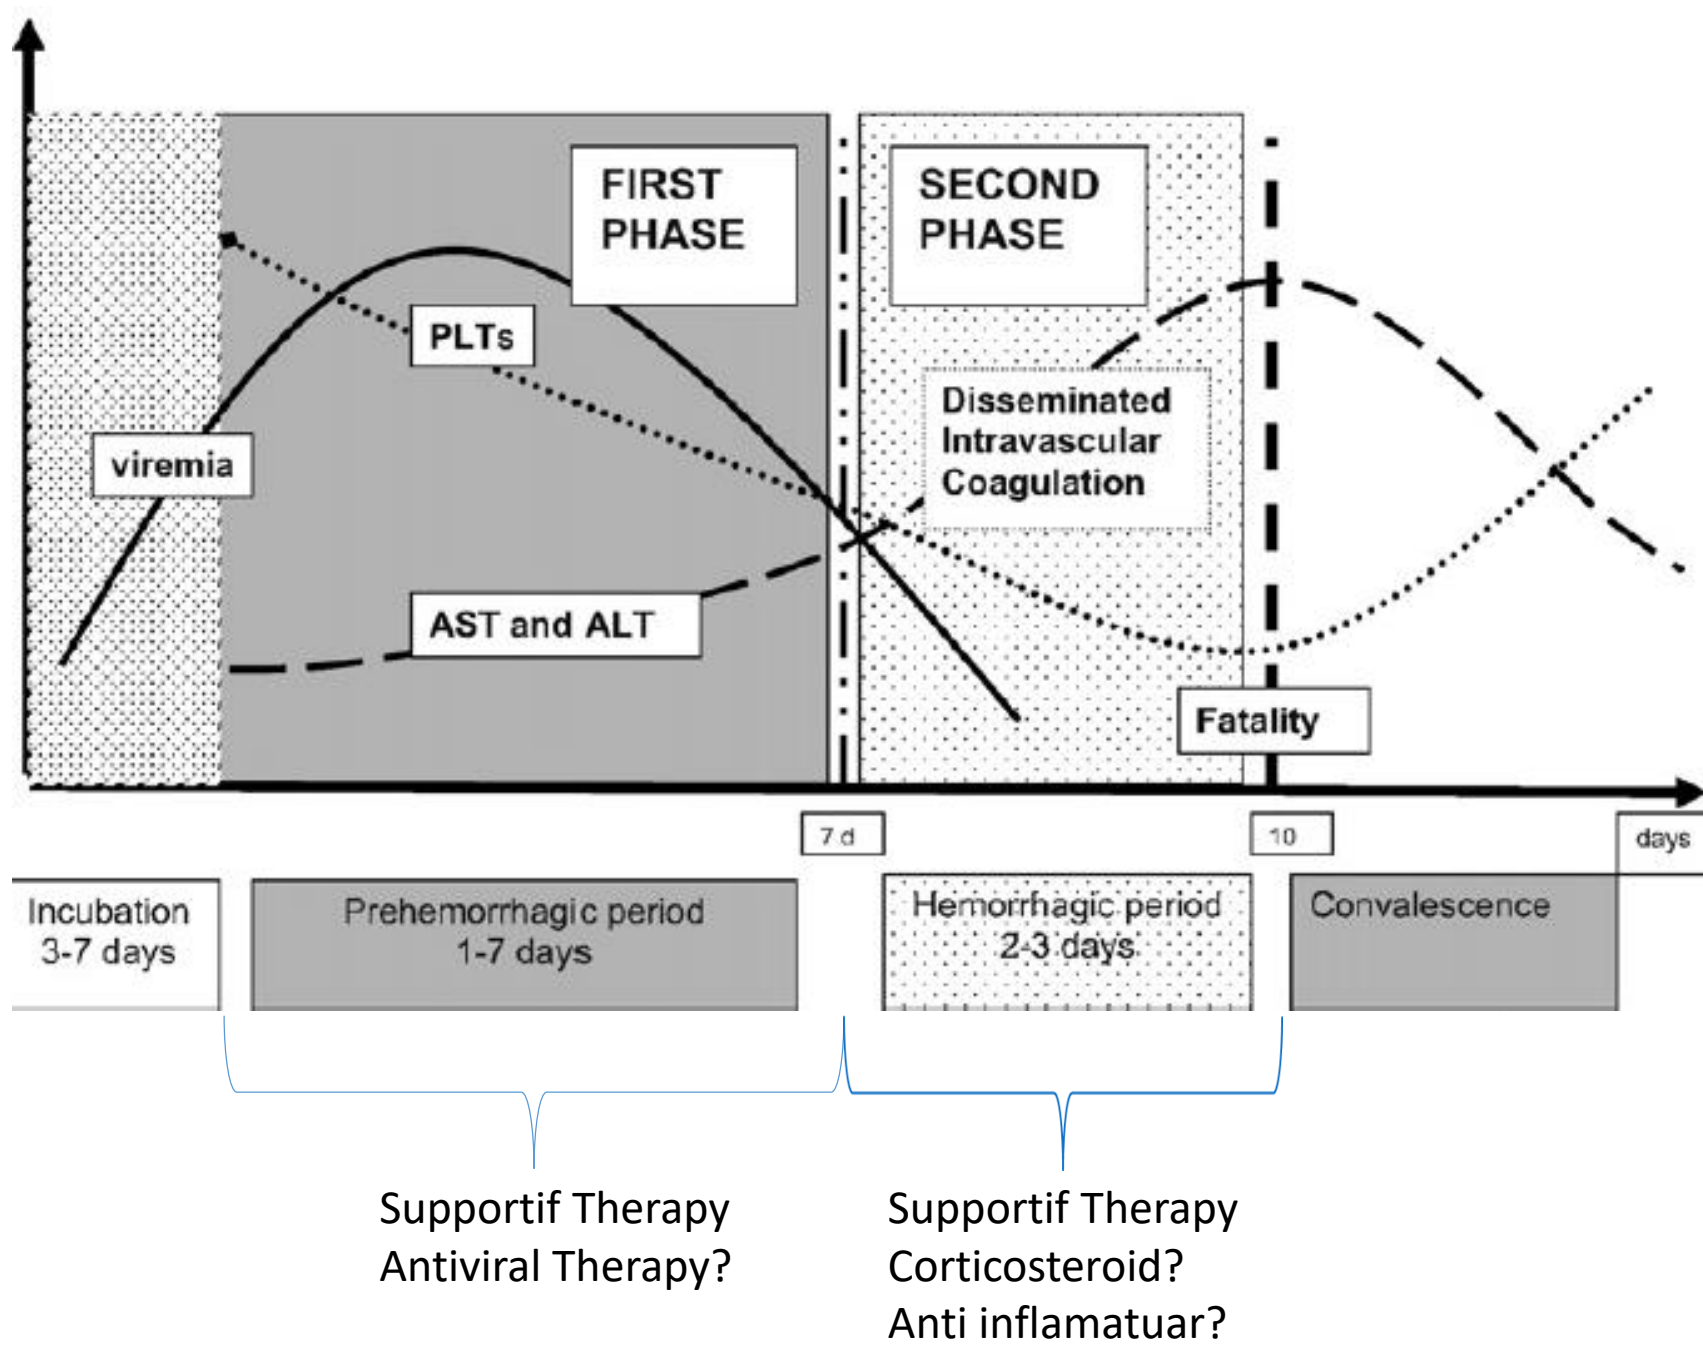 FIRST
PHASE
SECOND
PHASE
PLTs
viremia
Disseminated
Intravascular
Coagulation
AST and ALT
Fatality
7 d
10
days
Incubation
3-7 days
Prehemorrhagic period
1-7 days
Hemorrhagic period
2-3 days
Convalescence
Supportif Therapy
Antiviral Therapy?
Supportif Therapy
Corticosteroid?
Anti inflamatuar?